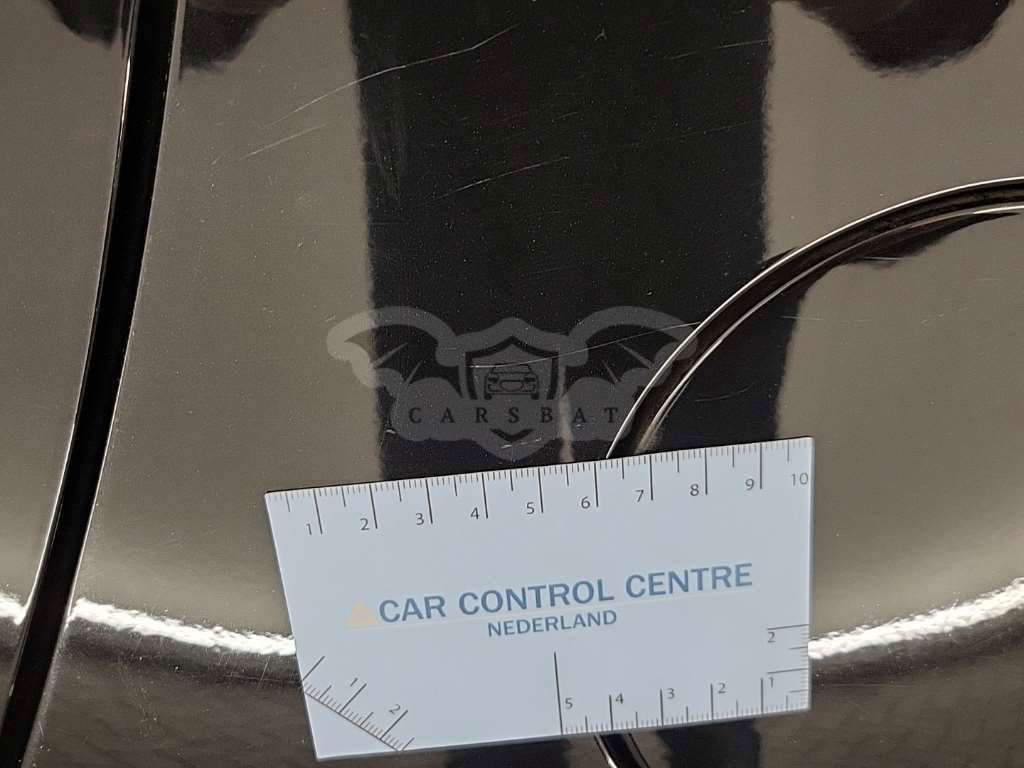 CARSBAT
1 2 3 4 5 6 7 8 9 10
CAR CONTROL CENTRE
NEDERLAND
1 2
5 4 3 2 1
2